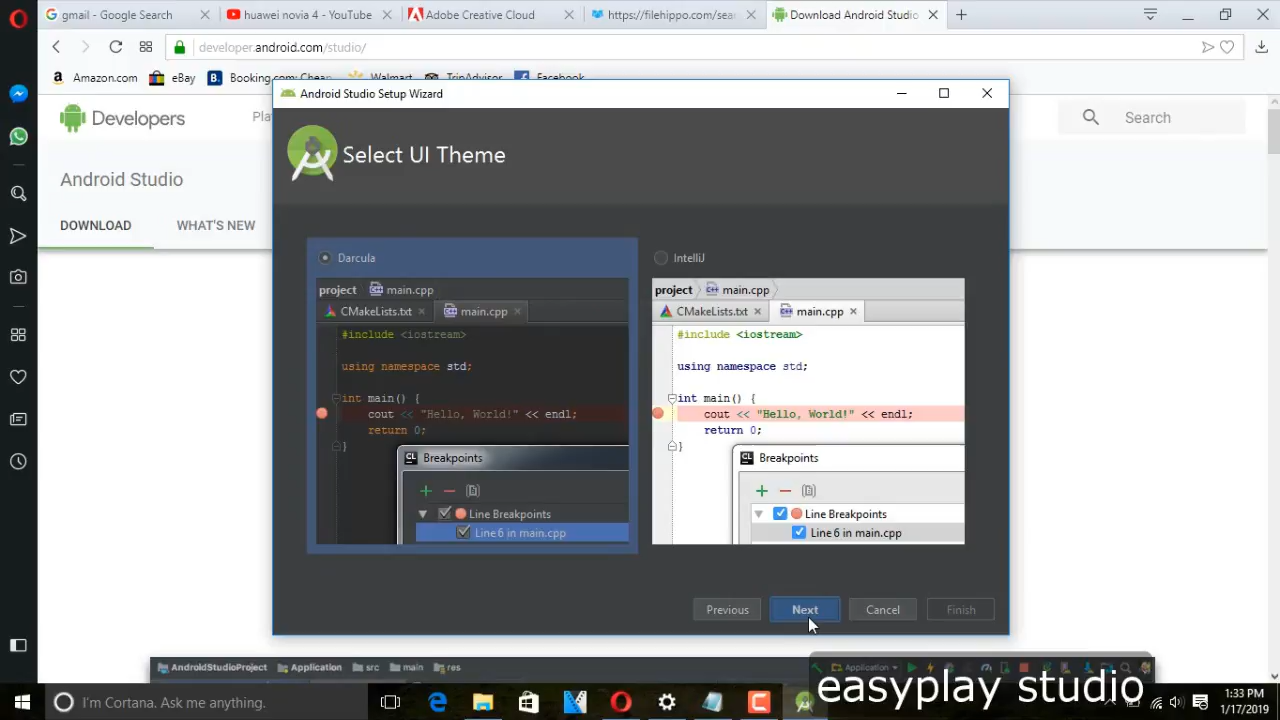 gmail - Google Search
huawei novia 4 - YouTube
Adobe Creative Cloud
https://filehippo.com/sea
Download Android Studio
developer.android.com/studio/
Amazon.com
eBay
Booking.com: Cheap
Walmart
TripAdvisor
Facebook
Android Studio Setup Wizard
Developers
Pla
Search
Select UI Theme
Android Studio
DOWNLOAD
WHAT'S NEW
Darcula
IntelliJ
project
main.cpp
project
main.cpp
CMakeLists.txt
main.cpp
CMakeLists.txt
main.cpp
#include <iostream>
using namespace std;
int main() {
cout << "Hello, World!" << endl;
return 0;
}
#include <iostream>
using namespace std;
int main() {
cout << "Hello, World!" << endl;
return 0;
}
CL Breakpoints
Line Breakpoints
Line 6 in main.cpp
CL Breakpoints
Line Breakpoints
Line 6 in main.cpp
Previous
Next
Cancel
Finish
AndroidStudioProject
Application
src
main
res
Application
easyplay studio
I'm Cortana. Ask me anything.
1:33 PM
1/17/2019